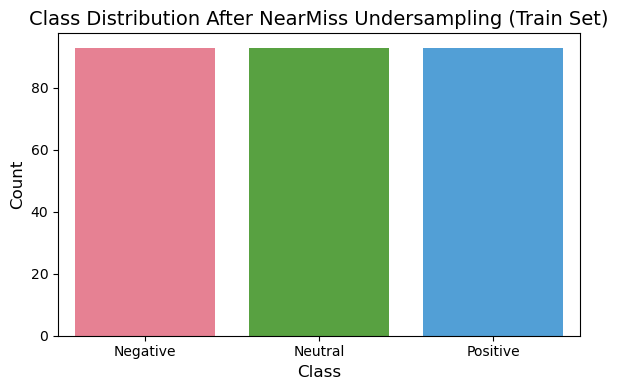 Class Distribution After NearMiss Undersampling (Train Set)
80
60
40
20
0
Count
Negative
Neutral
Positive
Class